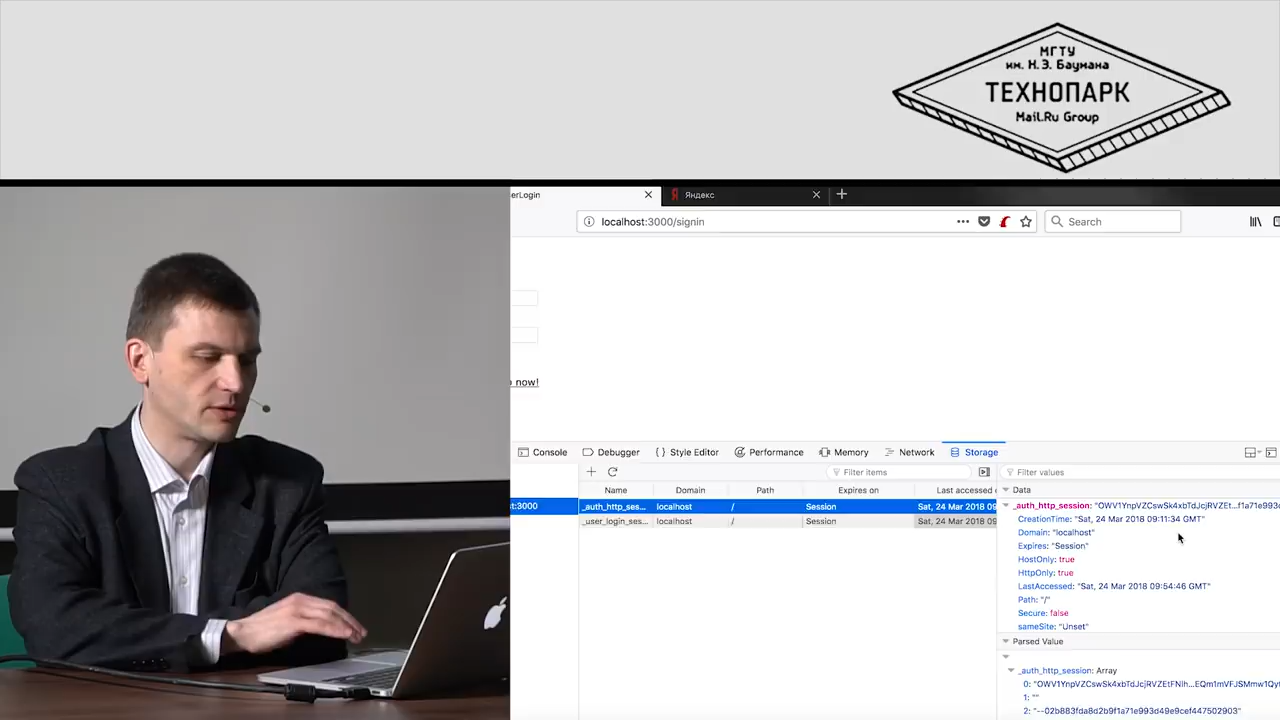 МГТУ
им. Н.Э. Баумана
ТЕХНОПАРК
Mail.Ru Group
erLogin
Яндекс
localhost:3000/signin
Search
now!
Console Debugger Style Editor Performance Memory Network Storage
Filter items Filter values
Name Domain Path Expires on Last accessed Data
t:3000 _auth_http_ses... localhost / Session Sat, 24 Mar 2018 09 _auth_http_session: "OWV1YnpVZCswSk4xbTdJcjRVZEt...f1a71e993
_user_login_ses... localhost / Session Sat, 24 Mar 2018 09 CreationTime: "Sat, 24 Mar 2018 09:11:34 GMT"
Domain: "localhost"
Expires: "Session"
HostOnly: true
HttpOnly: true
LastAccessed: "Sat, 24 Mar 2018 09:54:46 GMT"
Path: "/"
Secure: false
sameSite: "Unset"
Parsed Value
_auth_http_session: Array
0: "OWV1YnpVZCswSk4xbTdJcjRVZEtFNlh...EQm1mVFJSMmw1Qy
1: ""
2: "--02b883fda8d2b9f1a71e993d49e9cef447502903"